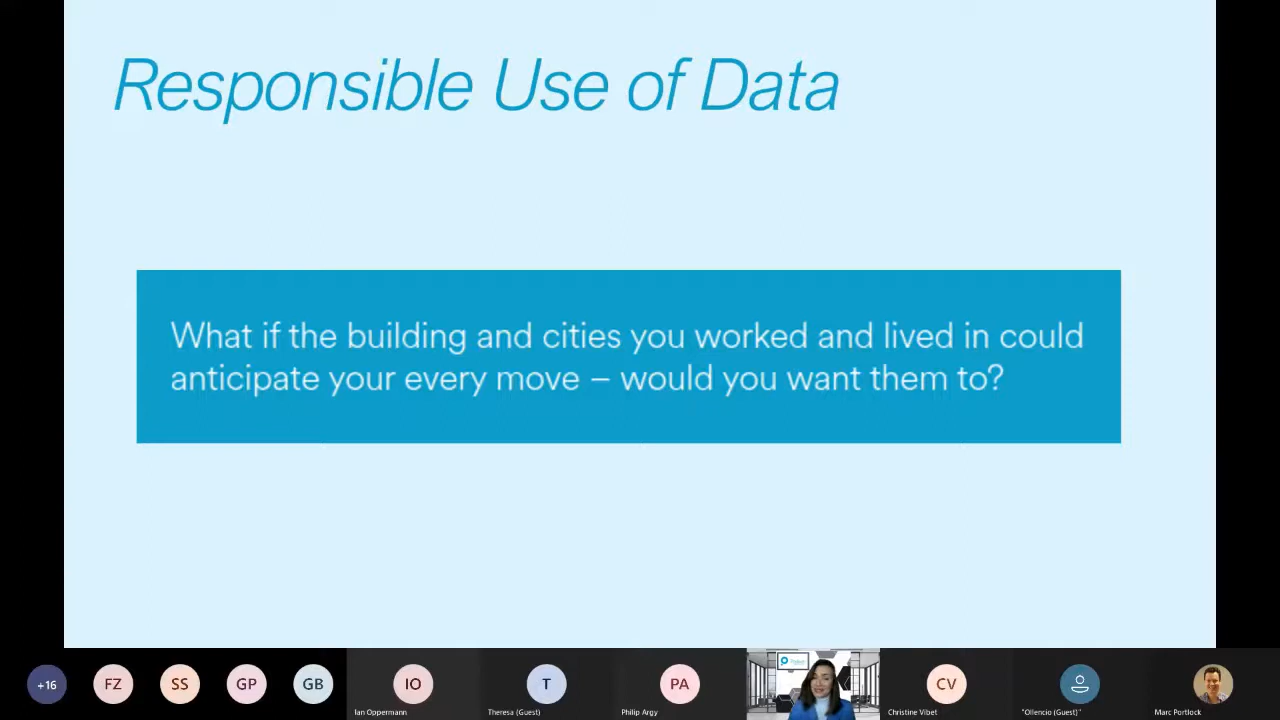 Responsible Use of Data
What if the building and cities you worked and lived in could
anticipate your every move – would you want them to?
+16
FZ
SS
GP
GB
IO
T
PA
CV
Ian Oppermann
Theresa (Guest)
Philip Argy
Christine Vibet
Marc Portlock